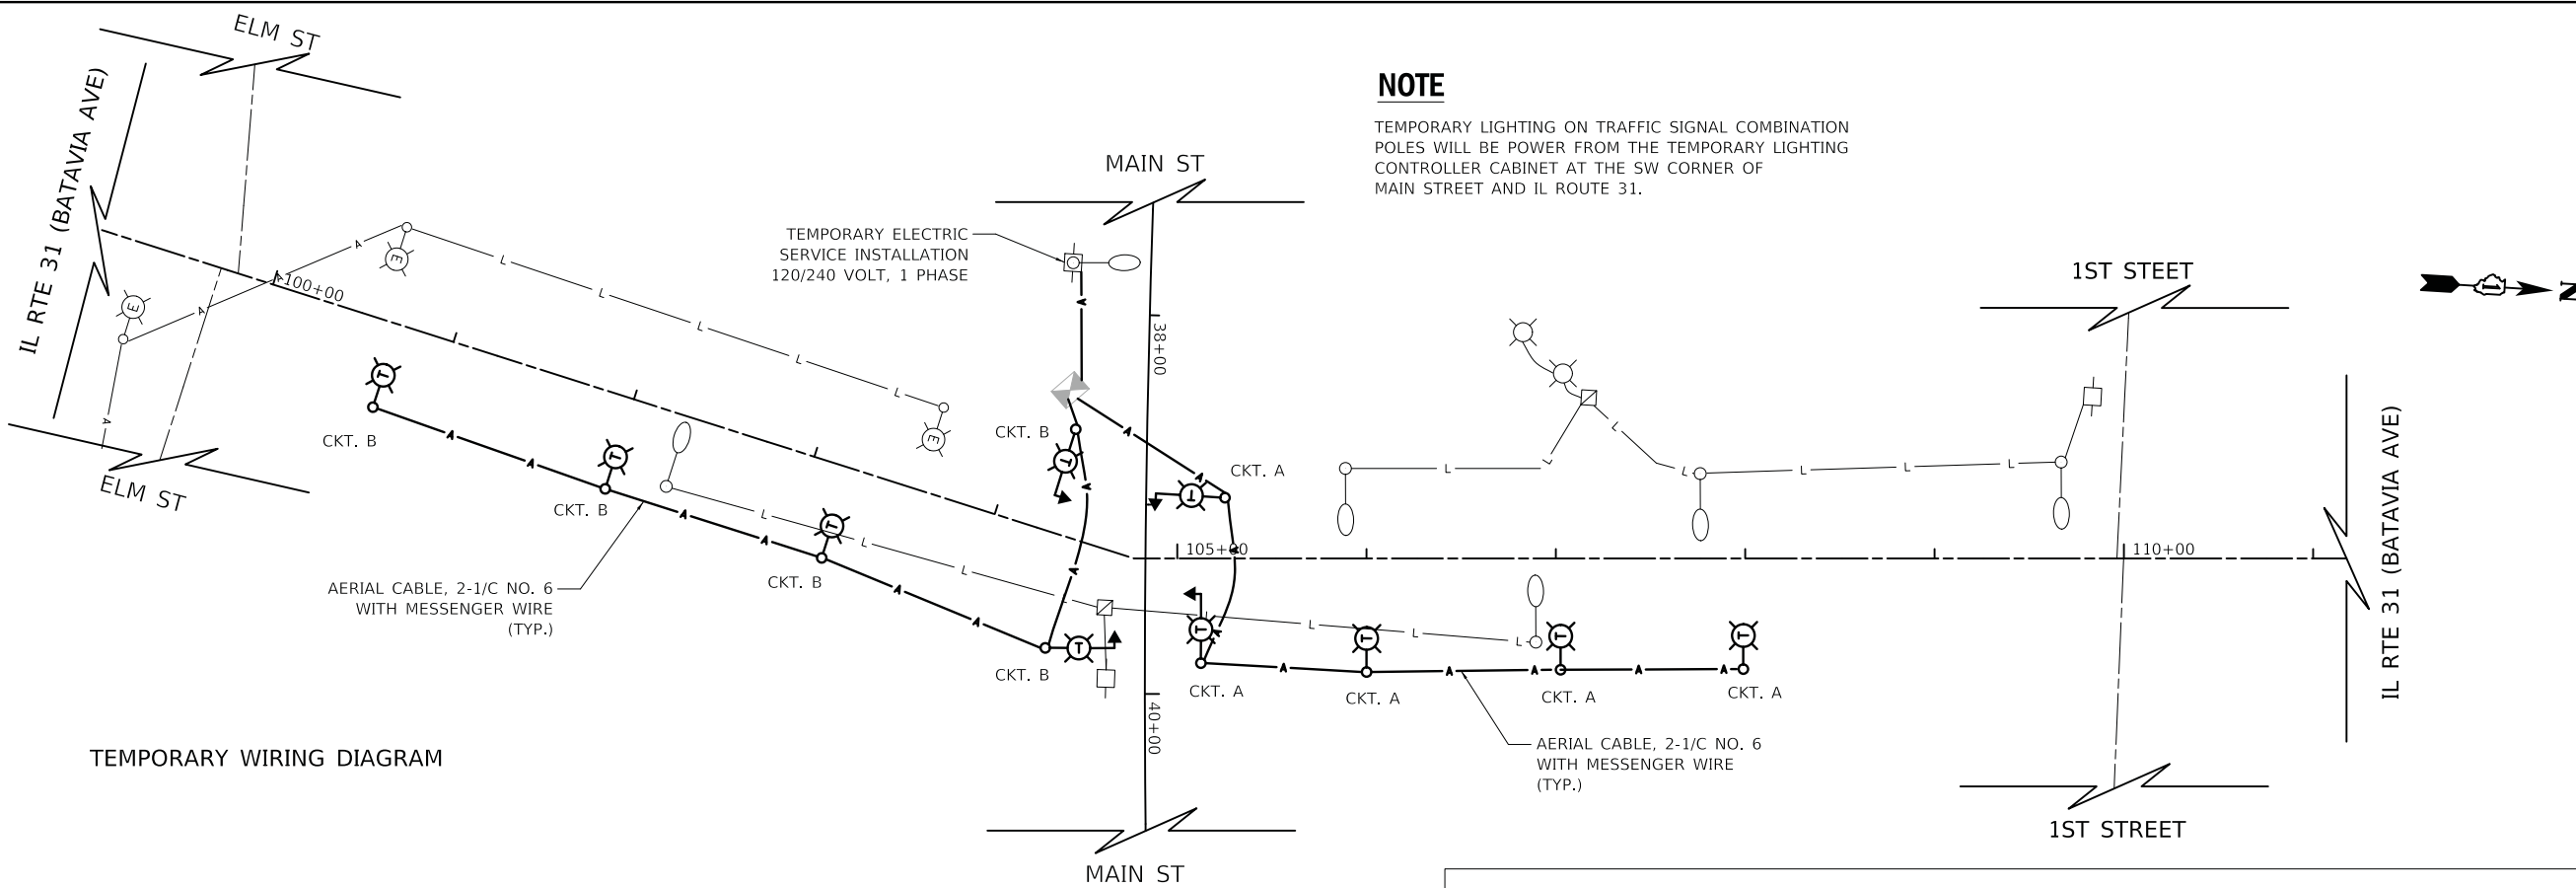 ELM ST
IL RTE 31 (BATAVIA AVE)
NOTE
TEMPORARY LIGHTING ON TRAFFIC SIGNAL COMBINATION
POLES WILL BE POWER FROM THE TEMPORARY LIGHTING
CONTROLLER CABINET AT THE SW CORNER OF
MAIN STREET AND IL ROUTE 31.
MAIN ST
TEMPORARY ELECTRIC
SERVICE INSTALLATION
120/240 VOLT, 1 PHASE
1ST STEET
N
A
A
A
A
E
E
E
L
L
L
L
L
100+00
38+00
A
CKT. B
CKT. B
CKT. B
CKT. B
CKT. B
T
T
T
T
T
A
A
A
A
A
A
A
A
L
L
L
L
A
A
CKT. A
T
105+00
A
A
L
L
L
L
L
L
L
110+00
ELM ST
AERIAL CABLE, 2-1/C NO. 6
WITH MESSENGER WIRE
(TYP.)
T
T
T
T
L
L
L
L
A
A
A
A
A
CKT. A
CKT. A
CKT. A
CKT. A
40+00
IL RTE 31 (BATAVIA AVE)
AERIAL CABLE, 2-1/C NO. 6
WITH MESSENGER WIRE
(TYP.)
TEMPORARY WIRING DIAGRAM
1ST STREET
MAIN ST